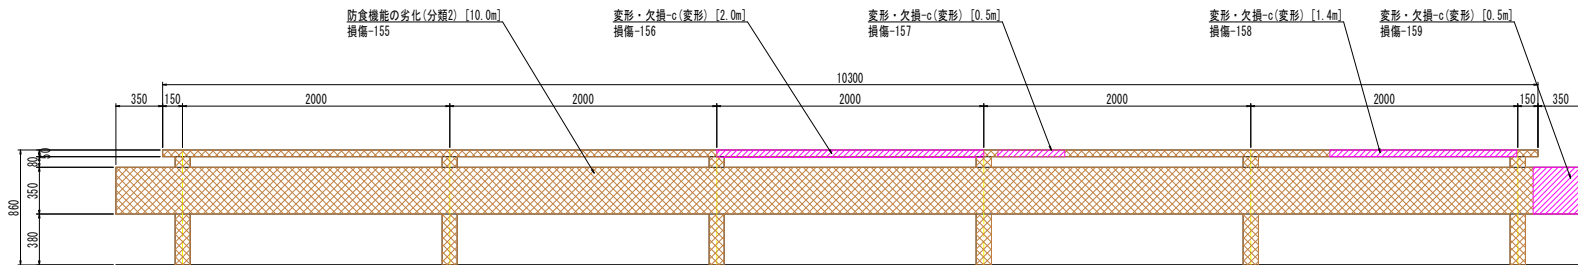 防食機能の劣化(分類2) [10.0m]
損傷-155
変形・欠損-c(変形) [2.0m]
損傷-156
変形・欠損-c(変形) [0.5m]
損傷-157
変形・欠損-c(変形) [1.4m]
損傷-158
変形・欠損-c(変形) [0.5m]
損傷-159
10300
350 150 2000 2000 2000 2000 2000 150 350
50
80
350
380
860